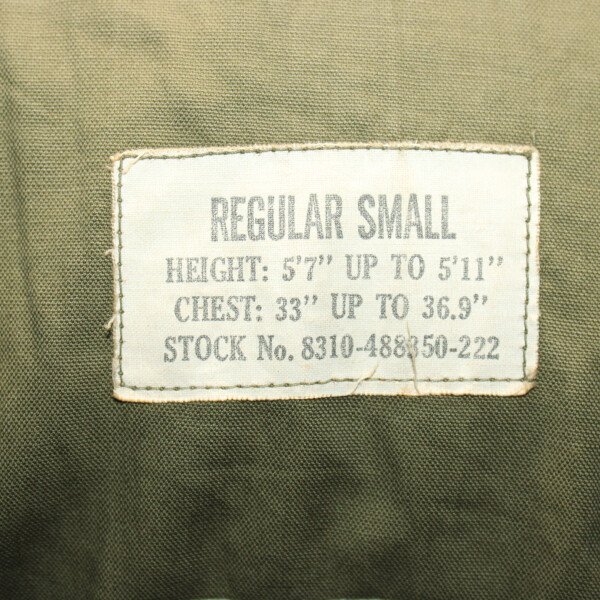 REGULAR SMALL
HEIGHT: 5'7" UP TO 5'11"
CHEST: 33" UP TO 36.9"
STOCK No. 8310-488350-222